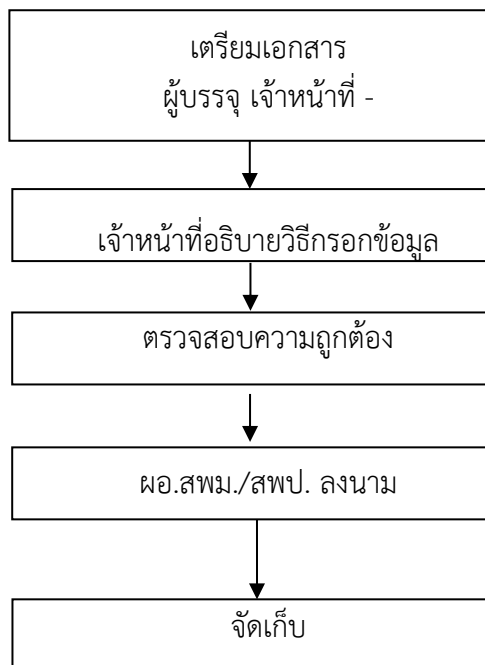 เตรียมเอกสาร
ผู้บรรจุ เจ้าหน้าที่ -
เจ้าหน้าที่อธิบายวิธีกรอกข้อมูล
ตรวจสอบความถูกต้อง
ผอ.สพม./สพป. ลงนาม
จัดเก็บ